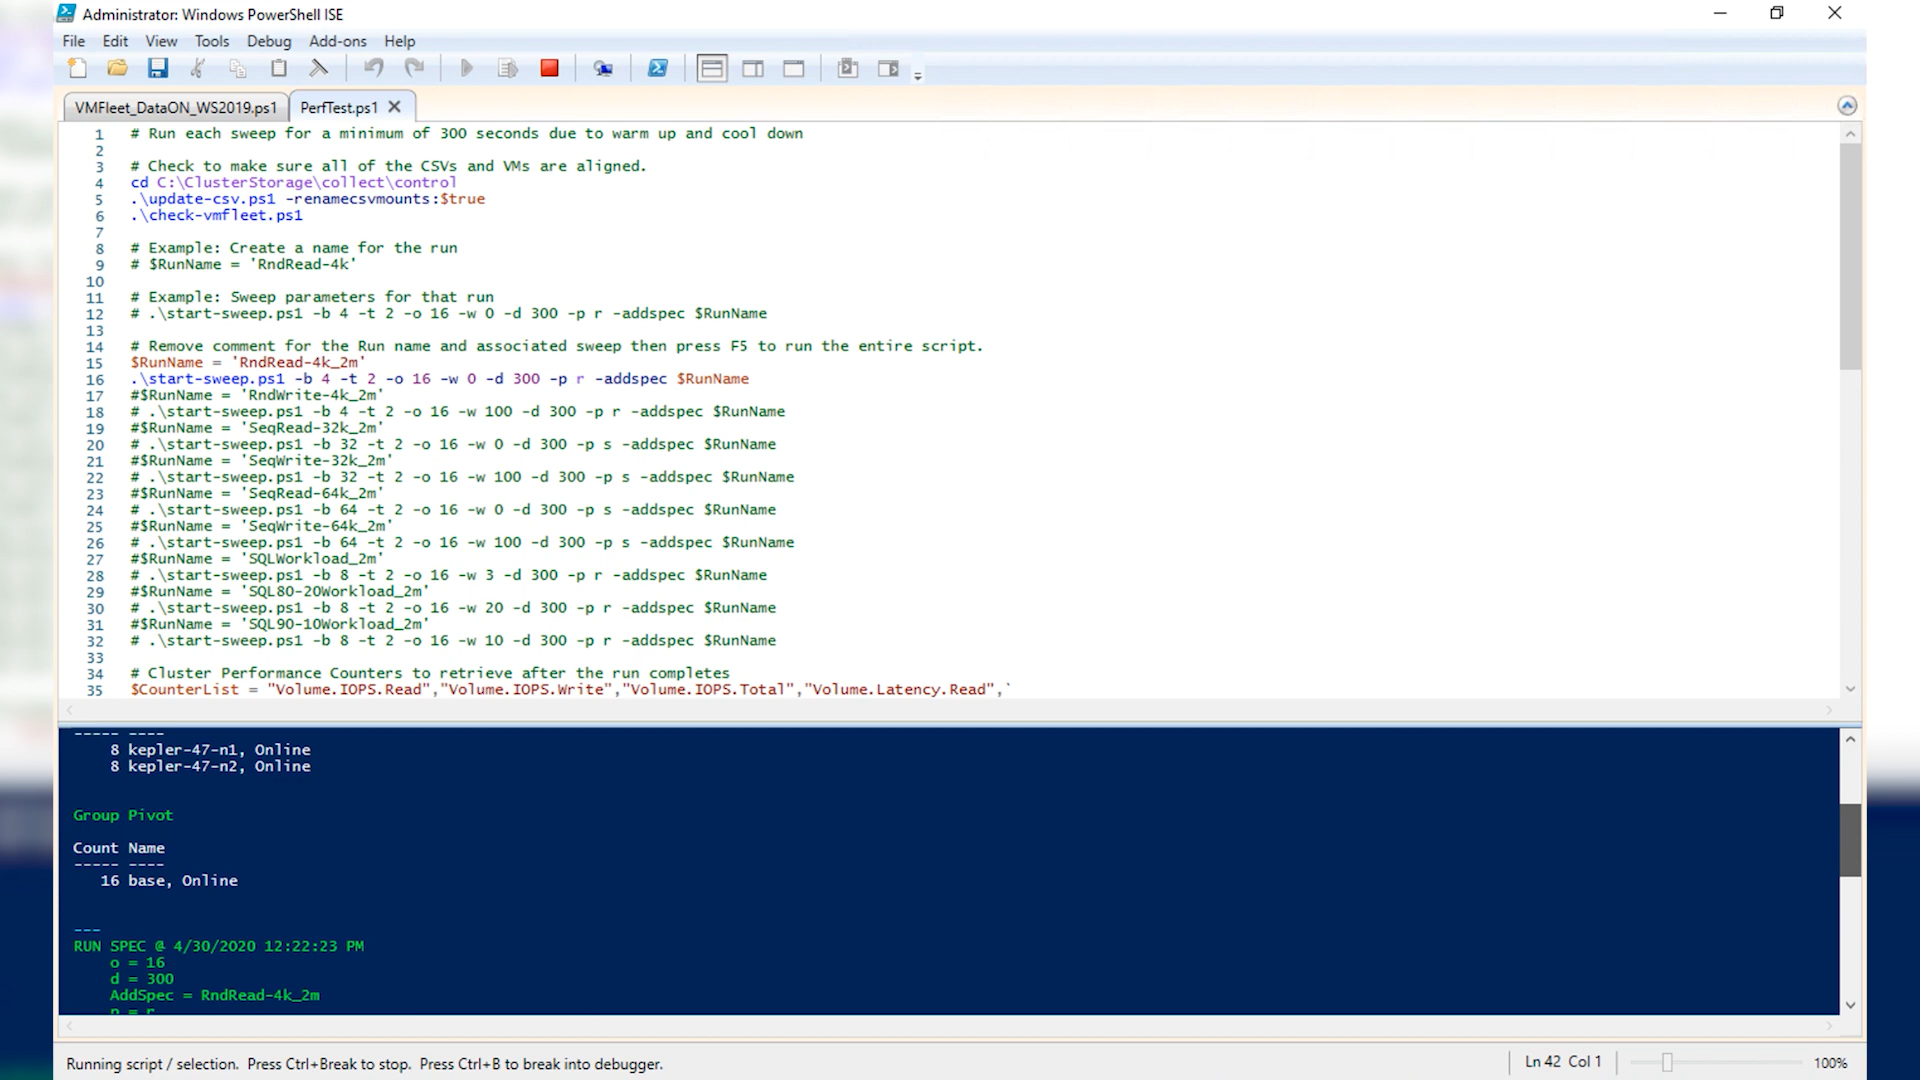 Administrator: Windows PowerShell ISE
File Edit View Tools Debug Add-ons Help
VMFleet_DataON_WS2019.ps1 PerfTest.ps1
1 # Run each sweep for a minimum of 300 seconds due to warm up and cool down
2
3 # Check to make sure all of the CSVs and VMs are aligned.
4 cd C:\ClusterStorage\collect\control
5 .\update-csv.ps1 -renamecsvmounts:$true
6 .\check-vmfleet.ps1
7
8 # Example: Create a name for the run
9 # $RunName = 'RndRead-4k'
10
11 # Example: Sweep parameters for that run
12 # .\start-sweep.ps1 -b 4 -t 2 -o 16 -w 0 -d 300 -p r -addspec $RunName
13
14 # Remove comment for the Run name and associated sweep then press F5 to run the entire script.
15 $RunName = 'RndRead-4k_2m'
16 .\start-sweep.ps1 -b 4 -t 2 -o 16 -w 0 -d 300 -p r -addspec $RunName
17 #$RunName = 'RndWrite-4k_2m'
18 # .\start-sweep.ps1 -b 4 -t 2 -o 16 -w 100 -d 300 -p r -addspec $RunName
19 #$RunName = 'SeqRead-32k_2m'
20 # .\start-sweep.ps1 -b 32 -t 2 -o 16 -w 0 -d 300 -p s -addspec $RunName
21 #$RunName = 'SeqWrite-32k_2m'
22 # .\start-sweep.ps1 -b 32 -t 2 -o 16 -w 100 -d 300 -p s -addspec $RunName
23 #$RunName = 'SeqRead-64k_2m'
24 # .\start-sweep.ps1 -b 64 -t 2 -o 16 -w 0 -d 300 -p s -addspec $RunName
25 #$RunName = 'SeqWrite-64k_2m'
26 # .\start-sweep.ps1 -b 64 -t 2 -o 16 -w 100 -d 300 -p s -addspec $RunName
27 #$RunName = 'SQLWorkload_2m'
28 # .\start-sweep.ps1 -b 8 -t 2 -o 16 -w 3 -d 300 -p r -addspec $RunName
29 #$RunName = 'SQL80-20Workload_2m'
30 # .\start-sweep.ps1 -b 8 -t 2 -o 16 -w 20 -d 300 -p r -addspec $RunName
31 #$RunName = 'SQL90-10Workload_2m'
32 # .\start-sweep.ps1 -b 8 -t 2 -o 16 -w 10 -d 300 -p r -addspec $RunName
33
34 # Cluster Performance Counters to retrieve after the run completes
35 $CounterList = "Volume.IOPS.Read","Volume.IOPS.Write","Volume.IOPS.Total","Volume.Latency.Read",`
----- ----
8 kepler-47-n1, Online
8 kepler-47-n2, Online
Group Pivot
Count Name
----- ----
16 base, Online
---
RUN SPEC @ 4/30/2020 12:22:23 PM
o = 16
d = 300
AddSpec = RndRead-4k_2m
p = r
Running script / selection. Press Ctrl+Break to stop. Press Ctrl+B to break into debugger.
Ln 42 Col 1
100%